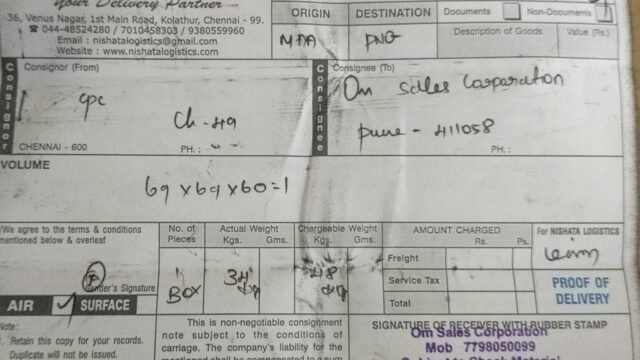 Your Delivery Partner
36, Venus Nagar, 1st Main Road, Kolathur, Chennai - 99.
☎ 044-48524280 / 7010458303 / 9380559960
Email : nishatalogistics@gmail.com
Website : www.nishatalogistics.com
ORIGIN
DESTINATION
Documents
Non-Documents
MAA
PNQ
Description of Goods
Value (Rs.)
Consignor
Consignor (From)
cpc
Ch - 49
CHENNAI - 600
PH. :
Consignee
Consignee (To)
Om Sales Corporation
pune - 411058
PH. :
VOLUME
69 x 69 x 60 = 1
We agree to the terms & conditions
mentioned below & overleaf
Sender's Signature
AIR
SURFACE
No. of
Pieces
1
BOX
Actual Weight
Kgs.
Gms.
34
kg
Chargeable Weight
Kgs.
Gms.
48
kg
AMOUNT CHARGED
Rs.
Ps.
Freight
Service Tax
Total
For NISHATA LOGISTICS
PROOF OF
DELIVERY
Note :
1. Retain this copy for your records.
Duplicate will not be issued.
This is non-negotiable consignment
note subject to the conditions of
carriage. The company's liability for the
SIGNATURE OF RECEIVER WITH RUBBER STAMP
Om Sales Corporation
Mob 7798050099